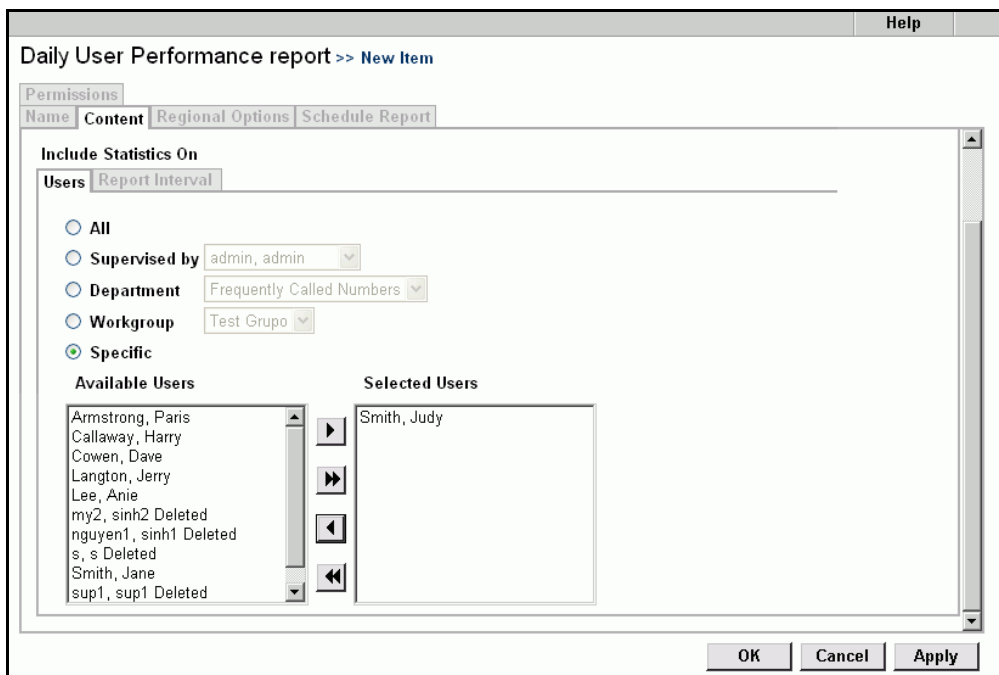 Help
Daily User Performance report >> New Item
Permissions
Name Content Regional Options Schedule Report
Include Statistics On
Users Report Interval
All
Supervised by admin, admin
Department Frequently Called Numbers
Workgroup Test Grupo
Specific
Available Users Selected Users
Armstrong, Paris
Callaway, Harry
Cowen, Dave
Langton, Jerry
Lee, Anie
my2, sinh2 Deleted
nguyen1, sinh1 Deleted
s, s Deleted
Smith, Jane
sup1, sup1 Deleted
Smith, Judy
OK Cancel Apply